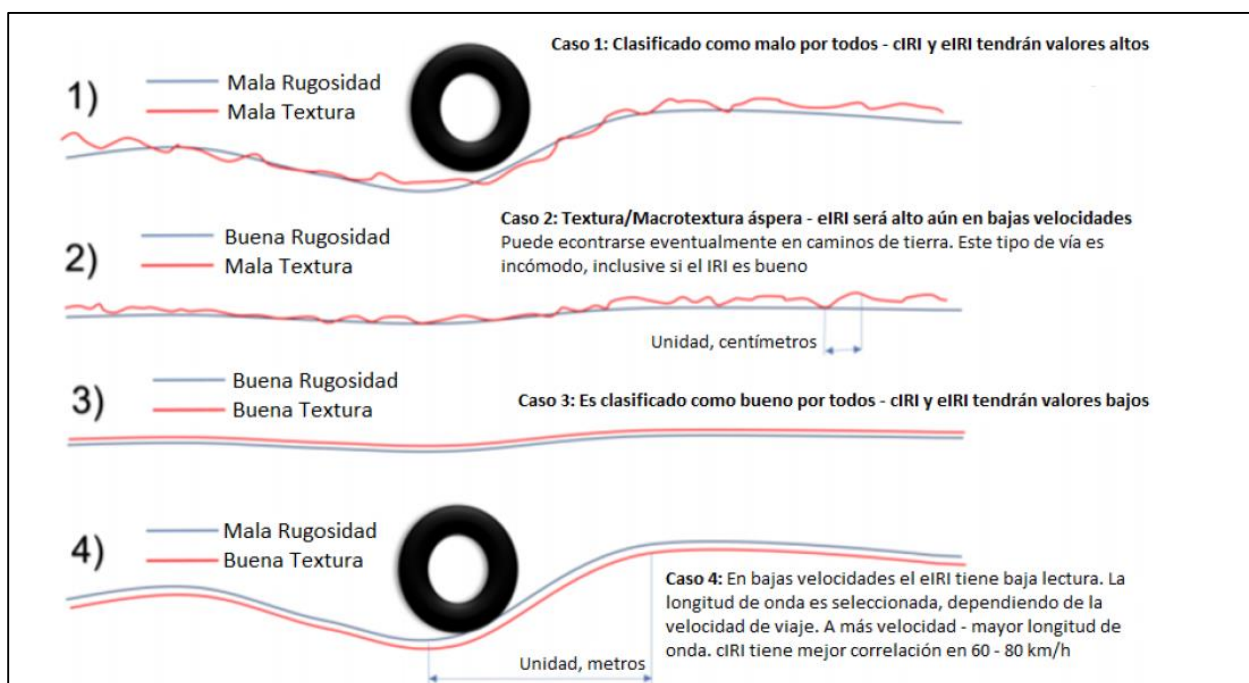 Caso 1: Clasificado como malo por todos - cIRI y eIRI tendrán valores altos
1)
Mala Rugosidad
Mala Textura
Caso 2: Textura/Macrotextura áspera - eIRI será alto aún en bajas velocidades
Puede econtrarse eventualmente en caminos de tierra. Este tipo de vía es
incómodo, inclusive si el IRI es bueno
2)
Buena Rugosidad
Mala Textura
Unidad, centímetros
3)
Buena Rugosidad
Buena Textura
Caso 3: Es clasificado como bueno por todos - cIRI y eIRI tendrán valores bajos
4)
Mala Rugosidad
Buena Textura
Caso 4: En bajas velocidades el eIRI tiene baja lectura. La
longitud de onda es seleccionada, dependiendo de la
velocidad de viaje. A más velocidad - mayor longitud de
onda. cIRI tiene mejor correlación en 60 - 80 km/h
Unidad, metros